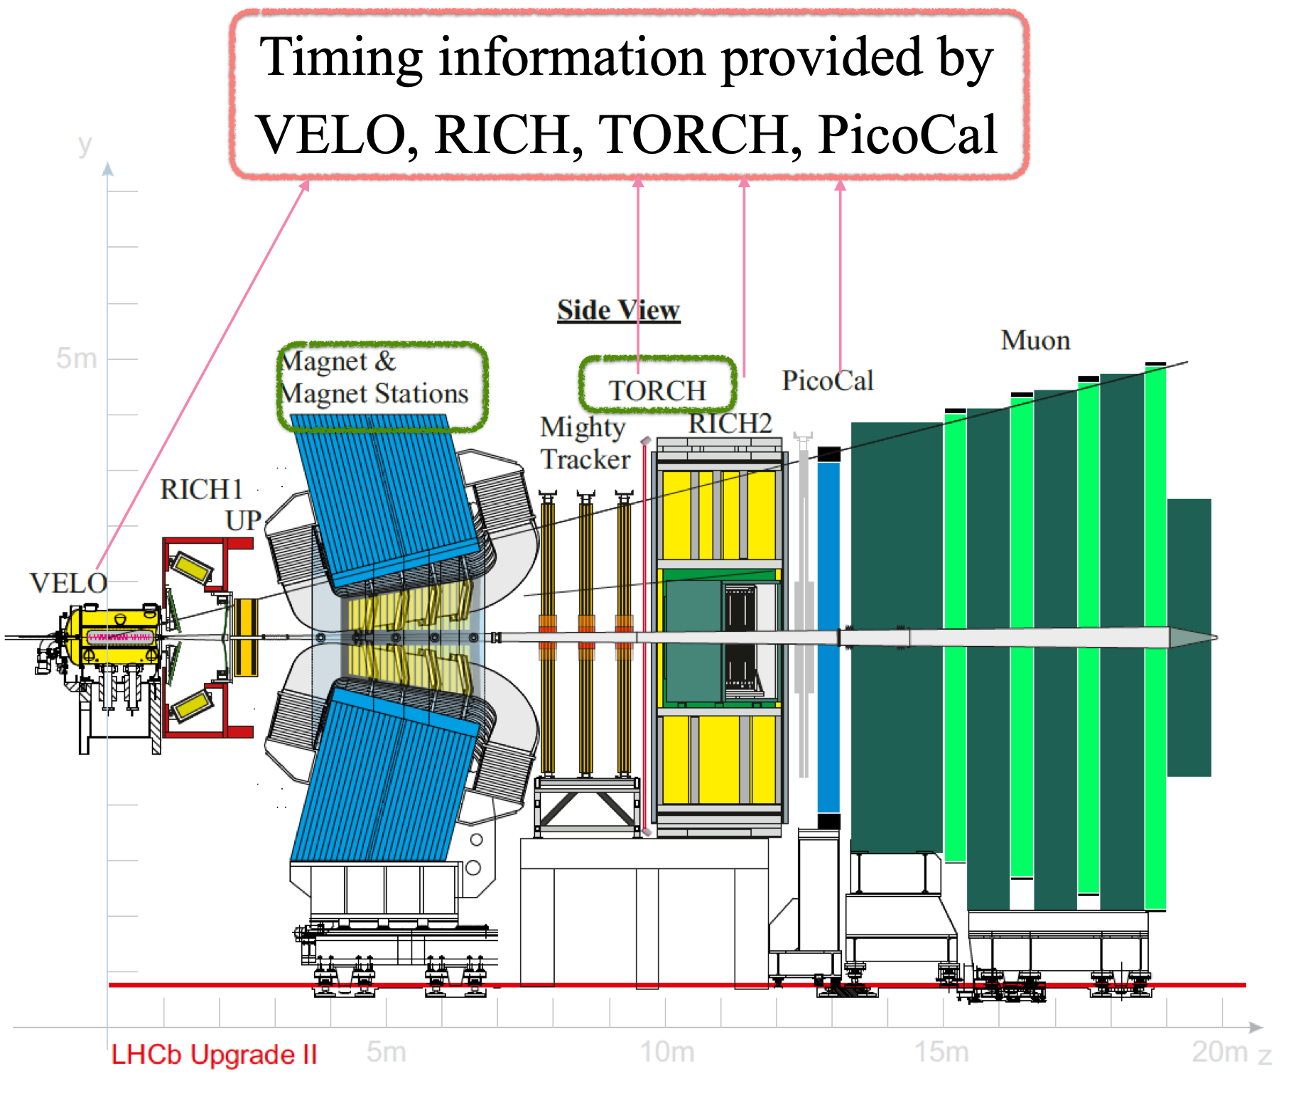 Timing information provided by
VELO, RICH, TORCH, PicoCal
y
Side View
Muon
5m
Magnet &
Magnet Stations
TORCH
PicoCal
Mighty
Tracker
RICH2
RICH1
UP
VELO
LHCb Upgrade II
5m
10m
15m
20m
z